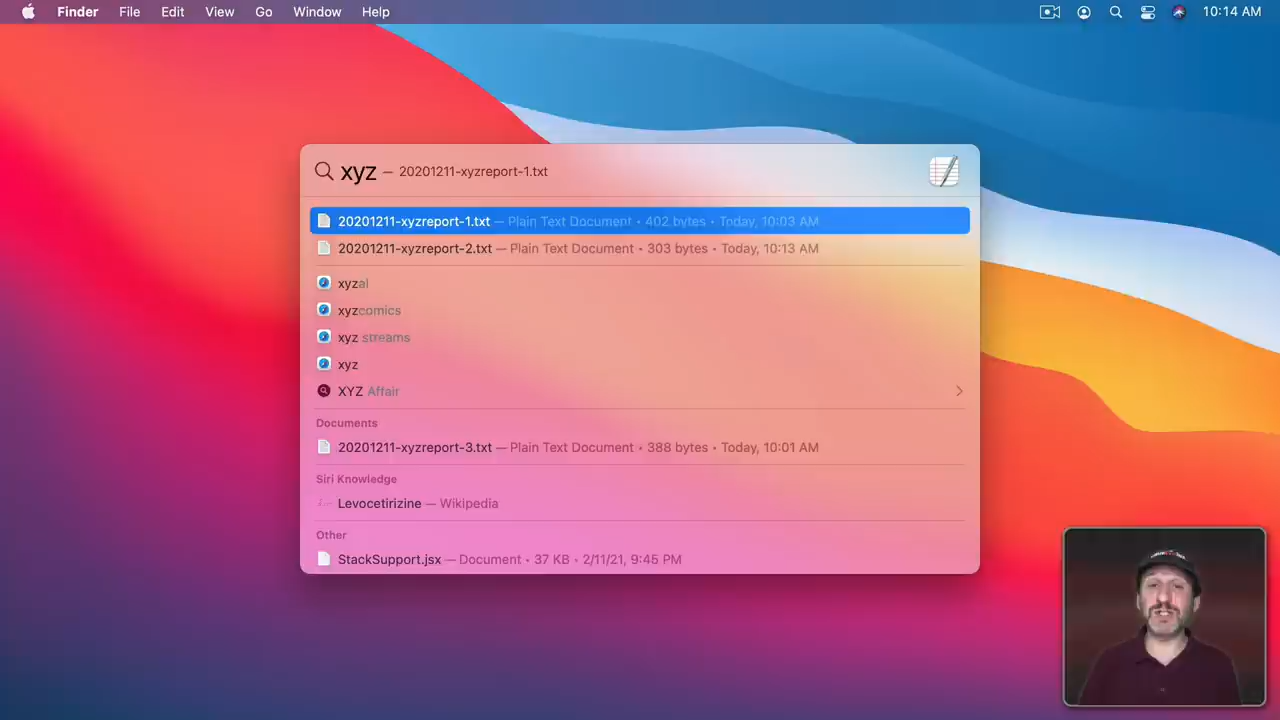 Finder File Edit View Go Window Help 10:14 AM
xyz — 20201211-xyzreport-1.txt
20201211-xyzreport-1.txt — Plain Text Document • 402 bytes • Today, 10:03 AM
20201211-xyzreport-2.txt — Plain Text Document • 303 bytes • Today, 10:13 AM
xyzal
xyzcomics
xyz streams
xyz
XYZ Affair
Documents
20201211-xyzreport-3.txt — Plain Text Document • 388 bytes • Today, 10:01 AM
Siri Knowledge
Levocetirizine — Wikipedia
Other
StackSupport.jsx — Document • 37 KB • 2/11/21, 9:45 PM